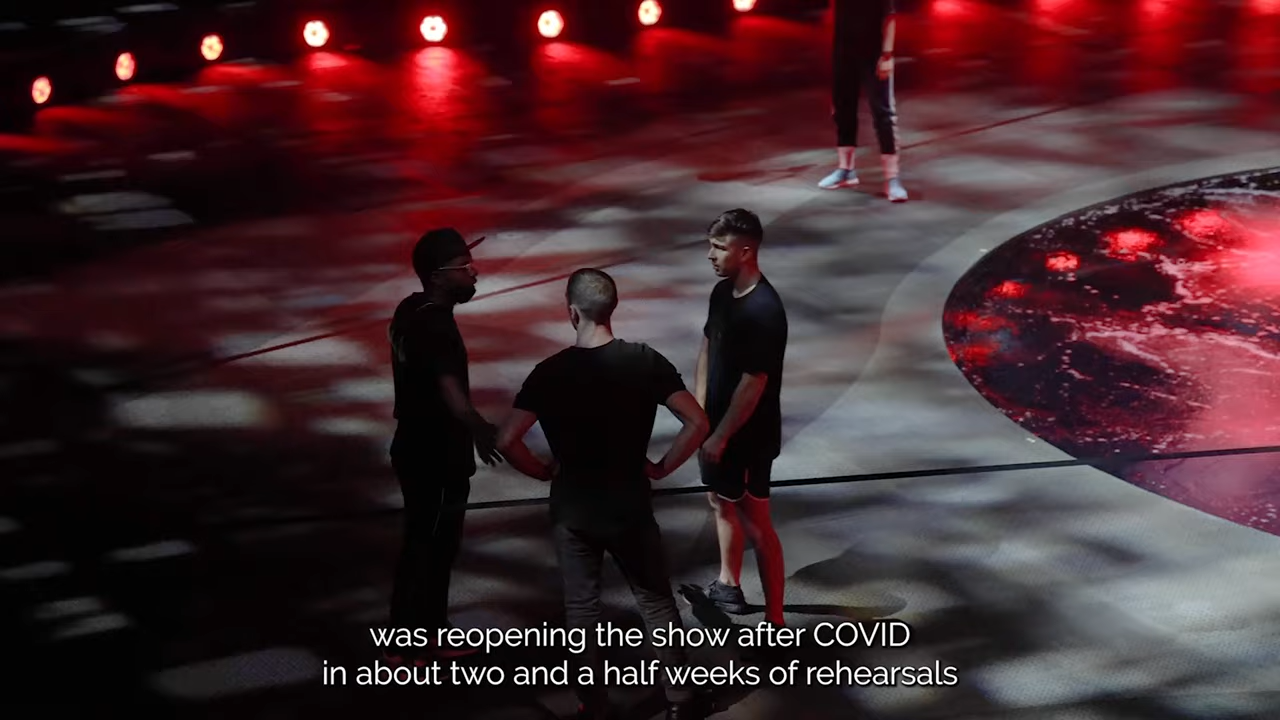 was reopening the show after COVID
in about two and a half weeks of rehearsals